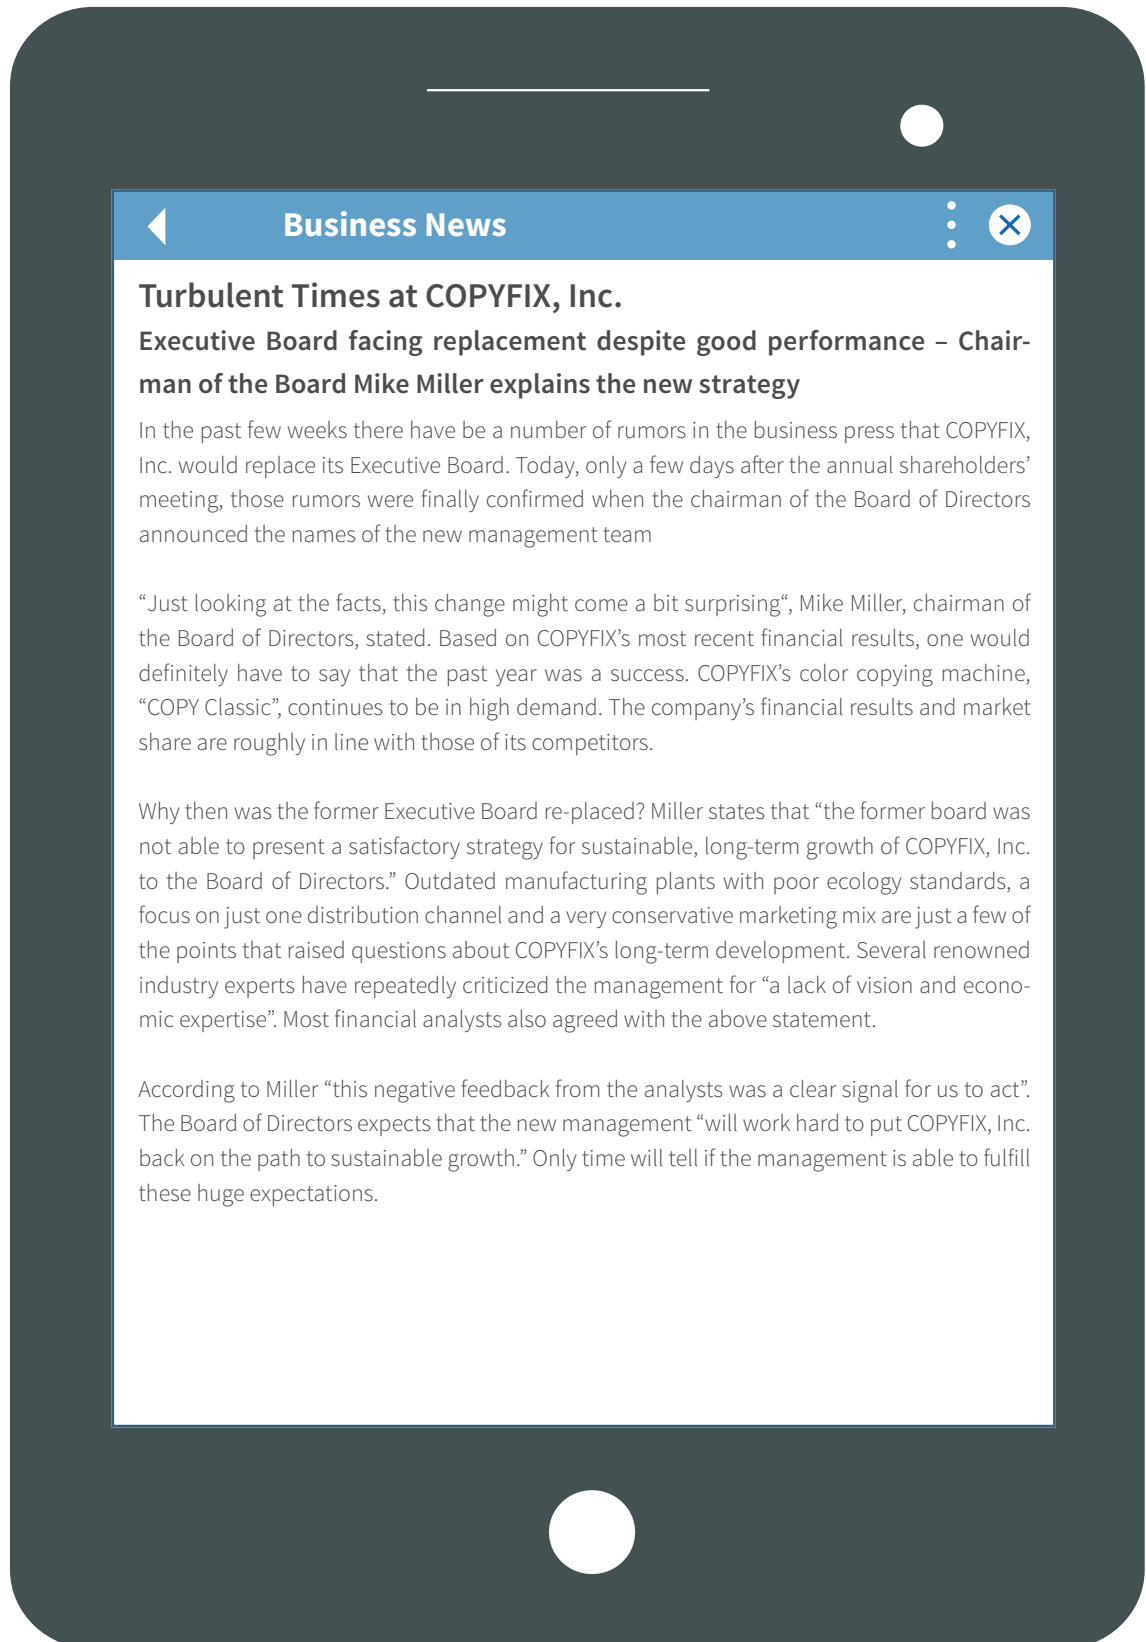 Business News
Turbulent Times at COPYFIX, Inc.
Executive Board facing replacement despite good performance – Chair-
man of the Board Mike Miller explains the new strategy
In the past few weeks there have be a number of rumors in the business press that COPYFIX,
Inc. would replace its Executive Board. Today, only a few days after the annual shareholders’
meeting, those rumors were finally confirmed when the chairman of the Board of Directors
announced the names of the new management team
“Just looking at the facts, this change might come a bit surprising“, Mike Miller, chairman of
the Board of Directors, stated. Based on COPYFIX’s most recent financial results, one would
definitely have to say that the past year was a success. COPYFIX’s color copying machine,
“COPY Classic”, continues to be in high demand. The company’s financial results and market
share are roughly in line with those of its competitors.
Why then was the former Executive Board re-placed? Miller states that “the former board was
not able to present a satisfactory strategy for sustainable, long-term growth of COPYFIX, Inc.
to the Board of Directors.” Outdated manufacturing plants with poor ecology standards, a
focus on just one distribution channel and a very conservative marketing mix are just a few of
the points that raised questions about COPYFIX’s long-term development. Several renowned
industry experts have repeatedly criticized the management for “a lack of vision and econo-
mic expertise”. Most financial analysts also agreed with the above statement.
According to Miller “this negative feedback from the analysts was a clear signal for us to act”.
The Board of Directors expects that the new management “will work hard to put COPYFIX, Inc.
back on the path to sustainable growth.” Only time will tell if the management is able to fulfill
these huge expectations.